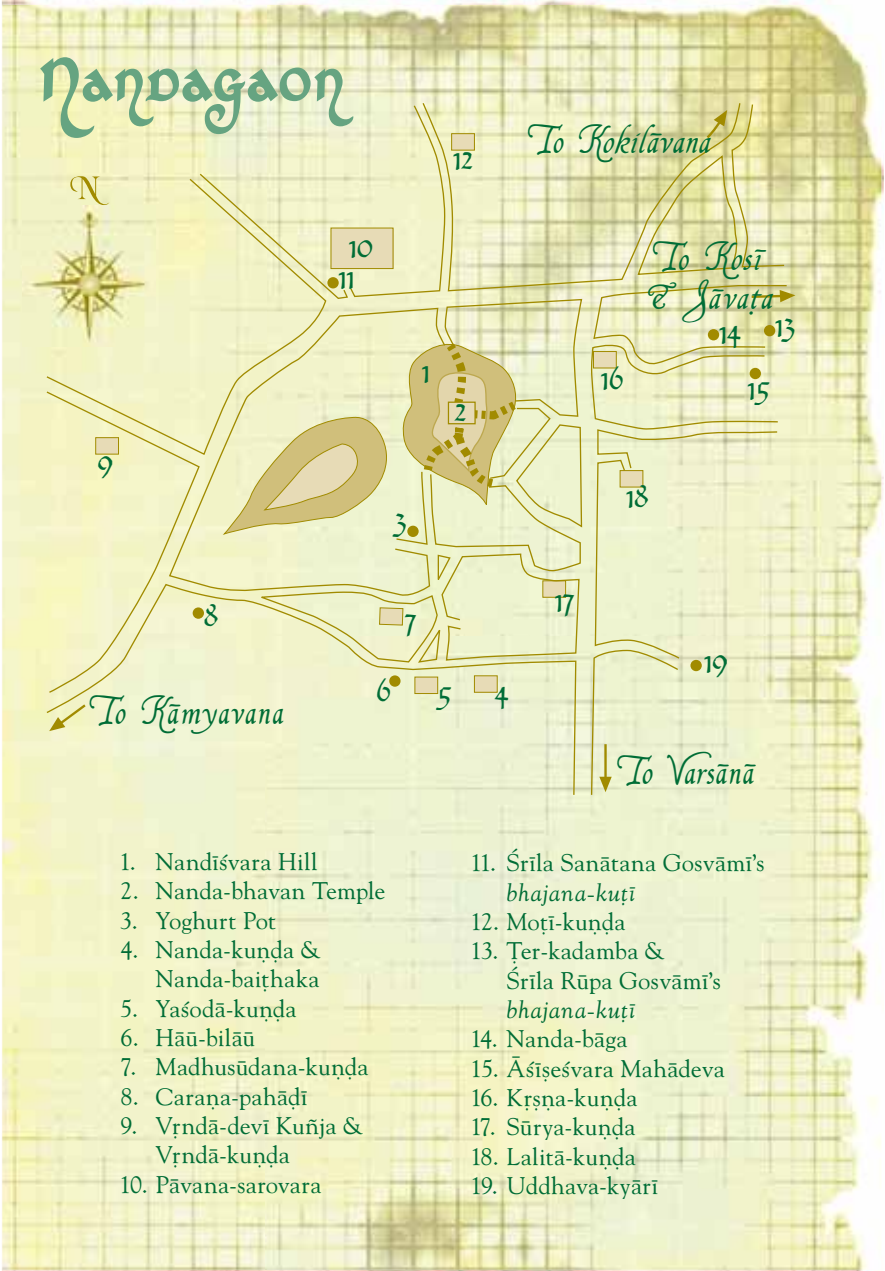 Nandagaon
N
12
To Kokilāvana
10
11
To Kosī
& Jāvaṭa
14
13
1
16
15
2
9
18
3
17
8
7
19
6
5
4
To Kāmyavana
To Varsānā
1. Nandīśvara Hill
2. Nanda-bhavan Temple
3. Yoghurt Pot
4. Nanda-kuṇḍa &
Nanda-baiṭhaka
5. Yaśodā-kuṇḍa
6. Hāū-bilāū
7. Madhusūdana-kuṇḍa
8. Caraṇa-pahāḍī
9. Vṛndā-devī Kuñja &
Vṛndā-kuṇḍa
10. Pāvana-sarovara
11. Śrīla Sanātana Gosvāmī's
bhajana-kuṭī
12. Moṭī-kuṇḍa
13. Ṭer-kadamba &
Śrīla Rūpa Gosvāmī's
bhajana-kuṭī
14. Nanda-bāga
15. Āśīṣeśvara Mahādeva
16. Kṛṣṇa-kuṇḍa
17. Sūrya-kuṇḍa
18. Lalitā-kuṇḍa
19. Uddhava-kyārī